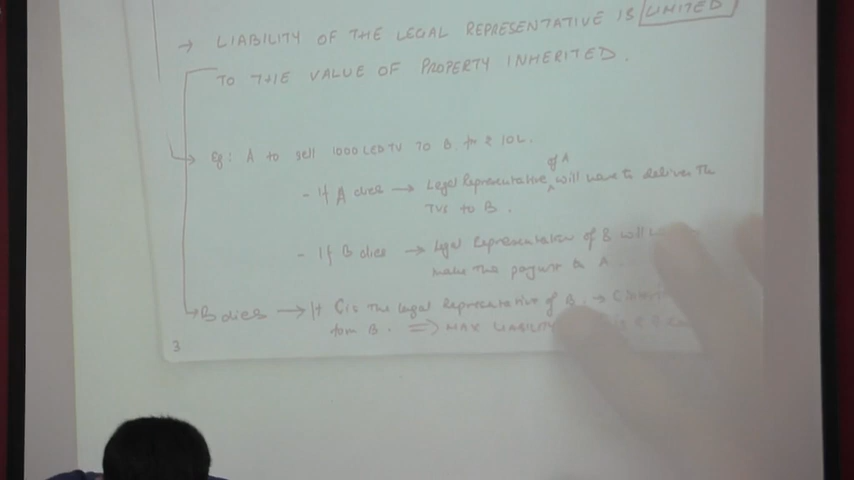 → LIABILITY OF THE LEGAL REPRESENTATIVE IS LIMITED
TO THE VALUE OF PROPERTY INHERITED.
Eg: A to sell 1000 LED TV TO B for ₹ 10L.
of A
- If A dies → Legal Representative ^ will have to deliver the
TVs to B.
- If B dies → Legal Representative of B will
make the payment to A
B dies → If C is the legal Representative of B. → C
from B. ⇒ MAX LIABILITY
3